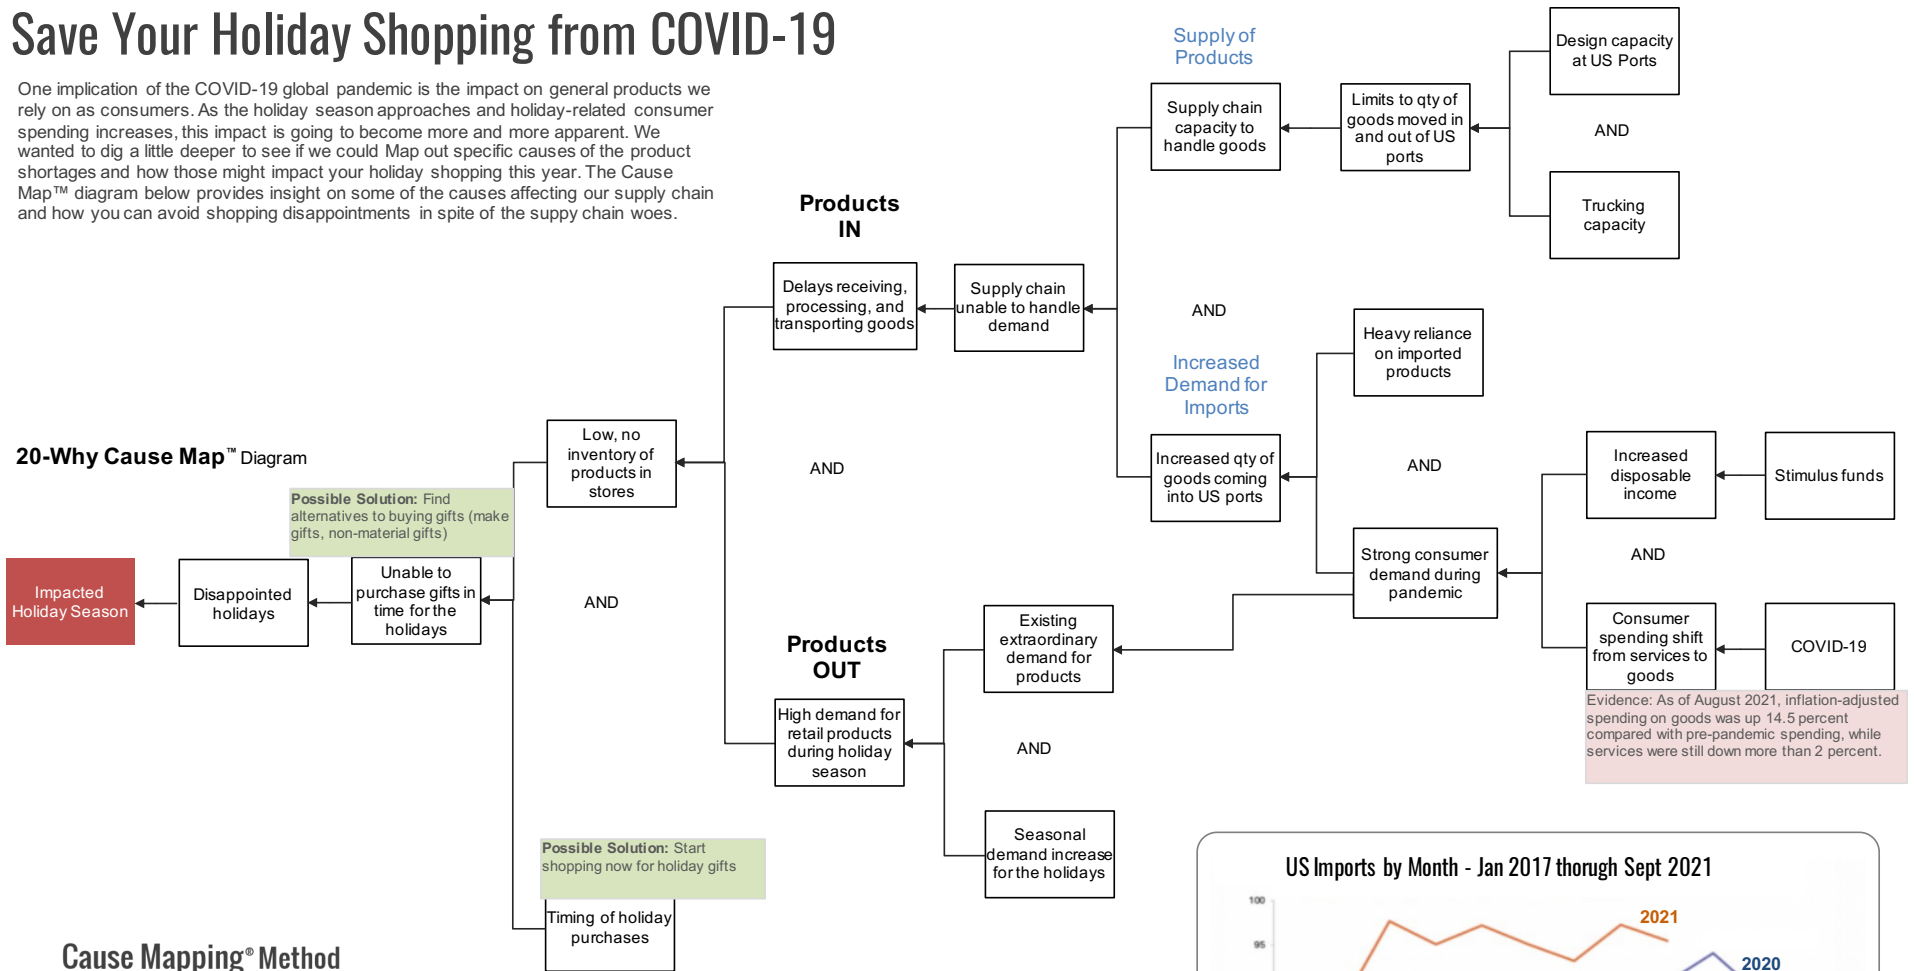 Save Your Holiday Shopping from COVID-19
One implication of the COVID-19 global pandemic is the impact on general products we
rely on as consumers. As the holiday season approaches and holiday-related consumer
spending increases, this impact is going to become more and more apparent. We
wanted to dig a little deeper to see if we could Map out specific causes of the product
shortages and how those might impact your holiday shopping this year. The Cause
Map™ diagram below provides insight on some of the causes affecting our supply chain
and how you can avoid shopping disappointments in spite of the suppy chain woes.
20-Why Cause Map™ Diagram
Impacted
Holiday Season
Disappointed
holidays
Possible Solution: Find
alternatives to buying gifts (make
gifts, non-material gifts)
Unable to
purchase gifts in
time for the
holidays
Low, no
inventory of
products in
stores
AND
Possible Solution: Start
shopping now for holiday gifts
Timing of holiday
purchases
Products
IN
Delays receiving,
processing, and
transporting goods
AND
Products
OUT
High demand for
retail products
during holiday
season
Supply chain
unable to handle
demand
Existing
extraordinary
demand for
products
AND
Seasonal
demand increase
for the holidays
Supply of
Products
Supply chain
capacity to
handle goods
AND
Increased
Demand for
Imports
Increased qty of
goods coming
into US ports
Limits to qty of
goods moved in
and out of US
ports
Design capacity
at US Ports
AND
Trucking
capacity
Heavy reliance
on imported
products
AND
Strong consumer
demand during
pandemic
Increased
disposable
income
Stimulus funds
AND
Consumer
spending shift
from services to
goods
COVID-19
Evidence: As of August 2021, inflation-adjusted
spending on goods was up 14.5 percent
compared with pre-pandemic spending, while
services were still down more than 2 percent.
US Imports by Month - Jan 2017 thorugh Sept 2021
100
95
2021
2020
Cause Mapping® Method